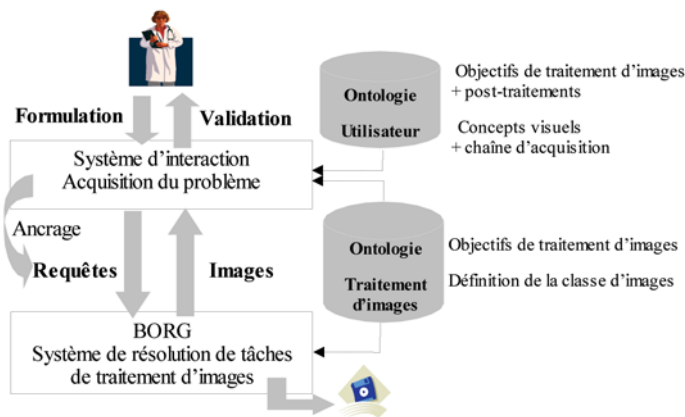 Formulation
Validation
Système d'interaction
Acquisition du problème
Ancrage
Requêtes
Images
BORG
Système de résolution de tâches
de traitement d'images
Ontologie
Utilisateur
Objectifs de traitement d'images
+ post-traitements
Concepts visuels
+ chaîne d'acquisition
Ontologie
Traitement
d'images
Objectifs de traitement d'images
Définition de la classe d'images